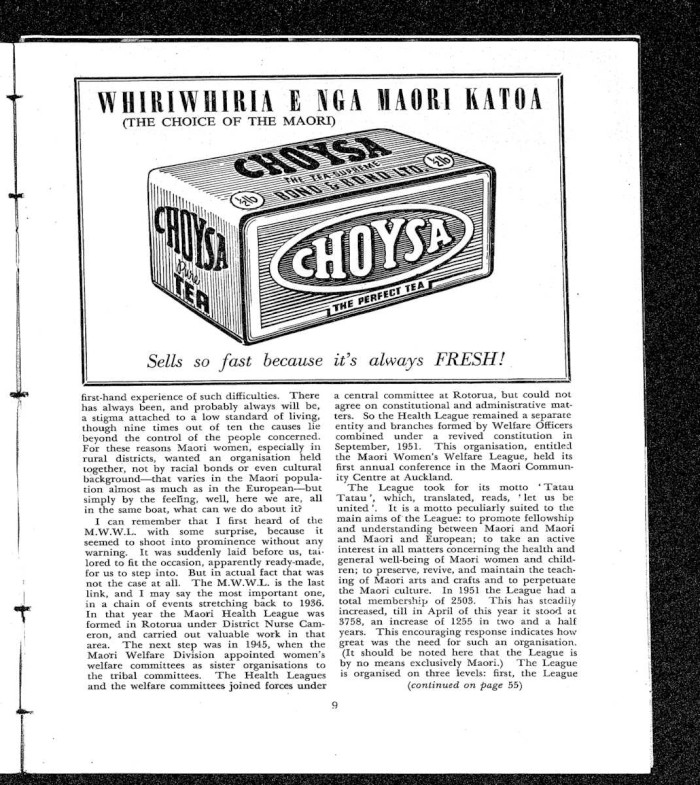 WHIRIWHIRIA E NGA MAORI KATOA
(THE CHOICE OF THE MAORI)
CHOYSA
THE TEA SUPREME
BOND & BOND LTD.
CHOYSA
Pure
TEA
CHOYSA
THE PERFECT TEA
Sells so fast because it's always FRESH!
first-hand experience of such difficulties. There
has always been, and probably always will be,
a stigma attached to a low standard of living,
though nine times out of ten the causes lie
beyond the control of the people concerned.
For these reasons Maori women, especially in
rural districts, wanted an organisation held
together, not by racial bonds or even cultural
background—that varies in the Maori popula-
tion almost as much as in the European—but
simply by the feeling, well, here we are, all
in the same boat, what can we do about it?
I can remember that I first heard of the
M.W.W.L. with some surprise, because it
seemed to shoot into prominence without any
warning. It was suddenly laid before us, tai-
lored to fit the occasion, apparently ready-made,
for us to step into. But in actual fact that was
not the case at all. The M.W.W.L. is the last
link, and I may say the most important one,
in a chain of events stretching back to 1936.
In that year the Maori Health League was
formed in Rotorua under District Nurse Cam-
eron, and carried out valuable work in that
area. The next step was in 1945, when the
Maori Welfare Division appointed women's
welfare committees as sister organisations to
the tribal committees. The Health Leagues
and the welfare committees joined forces under
a central committee at Rotorua, but could not
agree on constitutional and administrative mat-
ters. So the Health League remained a separate
entity and branches formed by Welfare Officers
combined under a revived constitution in
September, 1951. This organisation, entitled
the Maori Women's Welfare League, held its
first annual conference in the Maori Commun-
ity Centre at Auckland.
The League took for its motto 'Tatau
Tatau', which, translated, reads, 'let us be
united'. It is a motto peculiarly suited to the
main aims of the League: to promote fellowship
and understanding between Maori and Maori
and Maori and European; to take an active
interest in all matters concerning the health and
general well-being of Maori women and child-
ren; to preserve, revive, and maintain the teach-
ing of Maori arts and crafts and to perpetuate
the Maori culture. In 1951 the League had a
total membership of 2503. This has steadily
increased, till in April of this year it stood at
3758, an increase of 1255 in two and a half
years. This encouraging response indicates how
great was the need for such an organisation.
(It should be noted here that the League is
by no means exclusively Maori.) The League
is organised on three levels: first, the League
(continued on page 55)
9